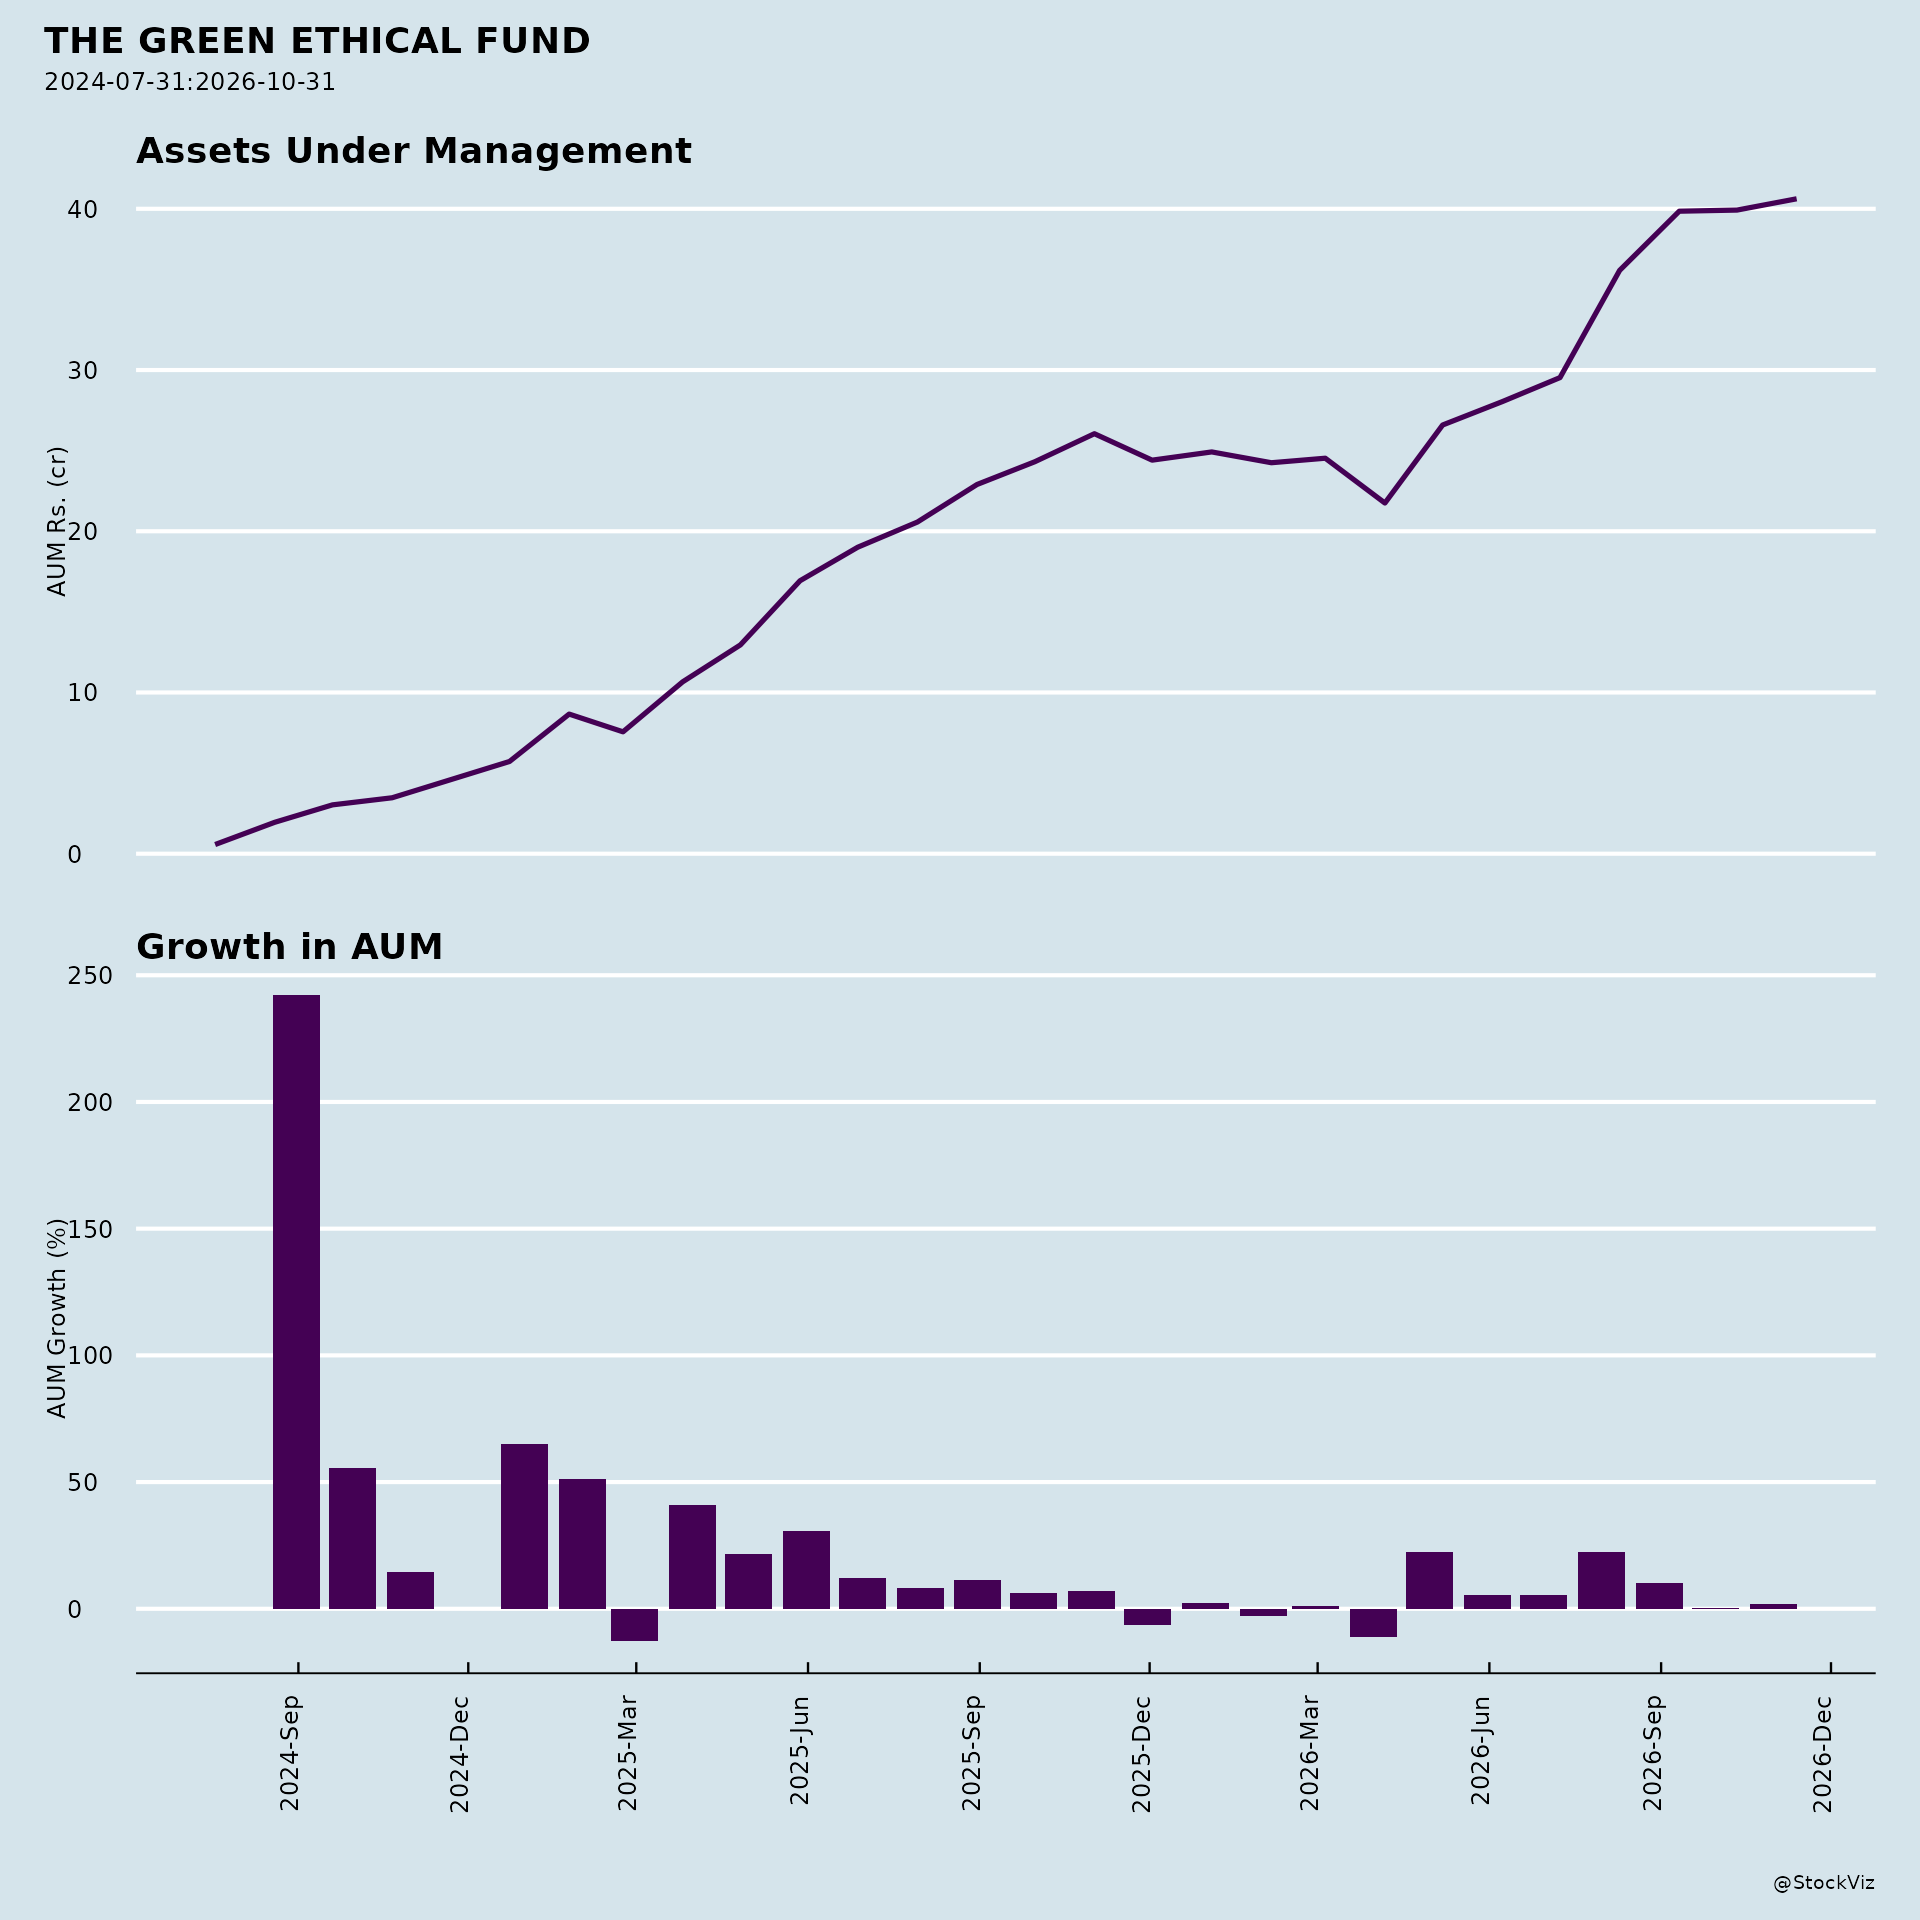 THE GREEN ETHICAL FUND
2024-07-31:2026-10-31
Assets Under Management
40
30
20
10
0
AUM Rs. (cr)
Growth in AUM
250
200
150
100
50
0
AUM Growth (%)
2024-Sep
2024-Dec
2025-Mar
2025-Jun
2025-Sep
2025-Dec
2026-Mar
2026-Jun
2026-Sep
2026-Dec
@StockViz